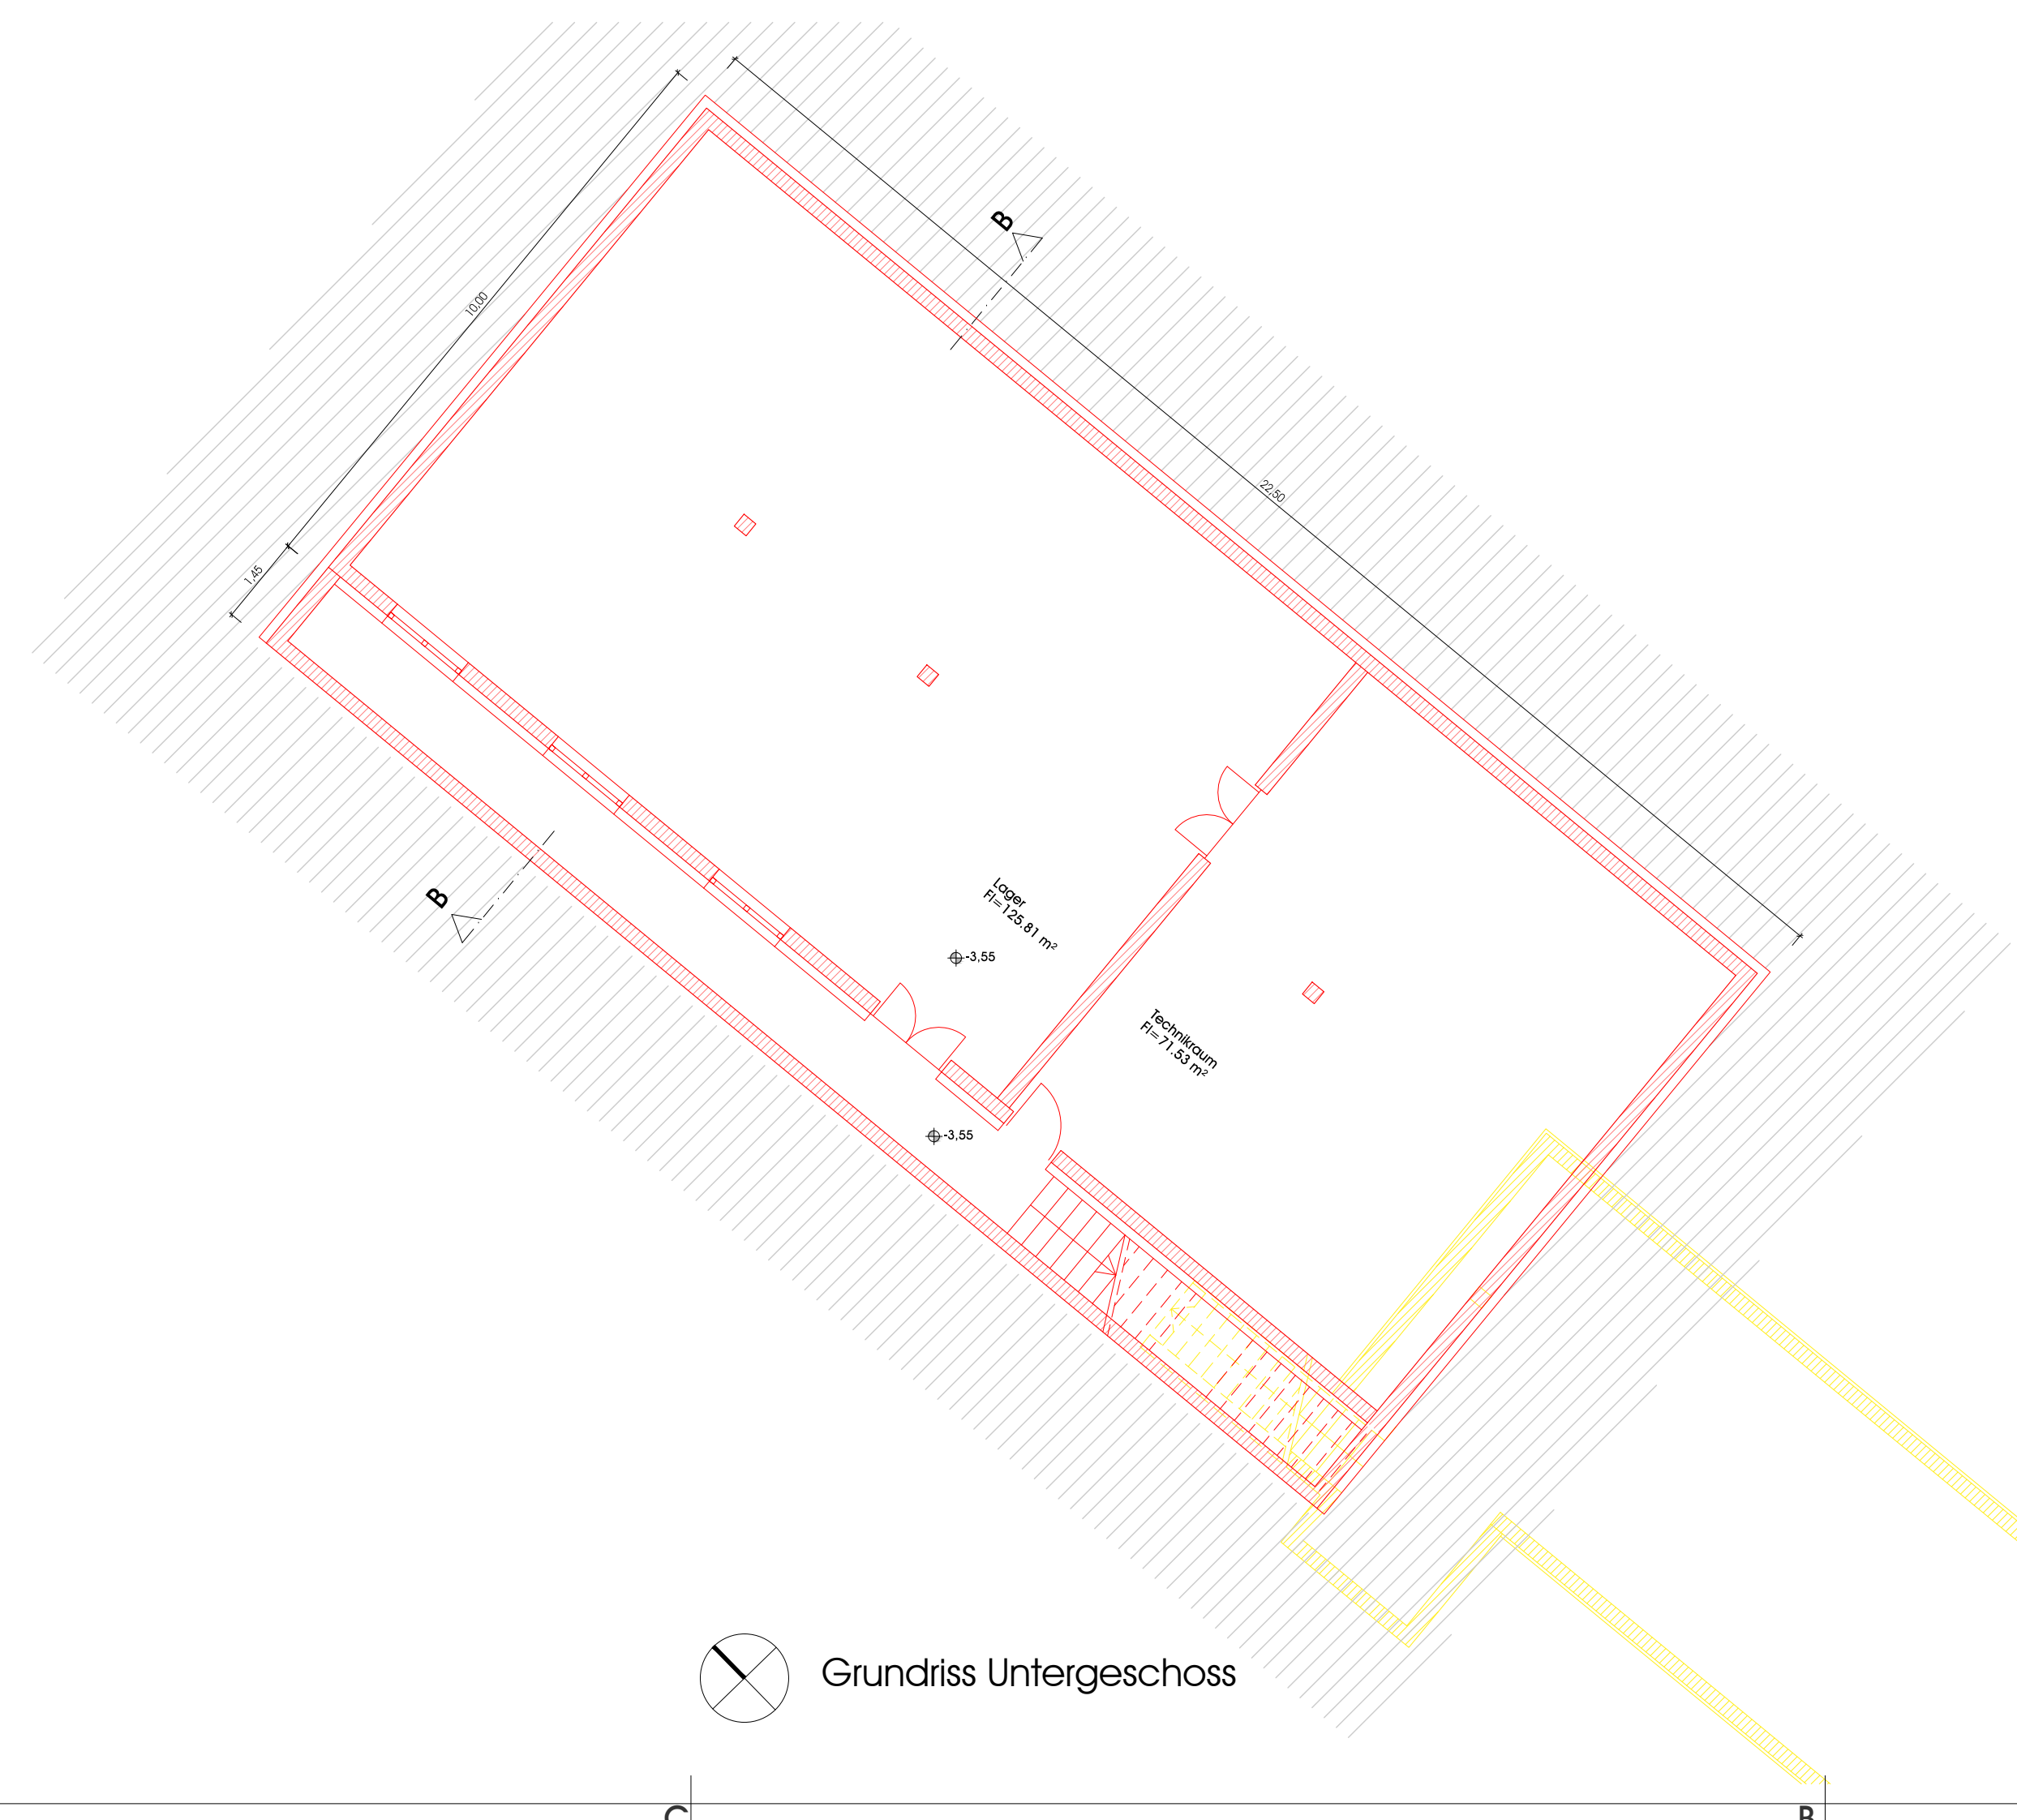 B
10,00
22,50
1,45
B
Lager
Fl=125.81 m²
-3,55
Technikraum
Fl=71.53 m²
-3,55
Grundriss Untergeschoss
C
B